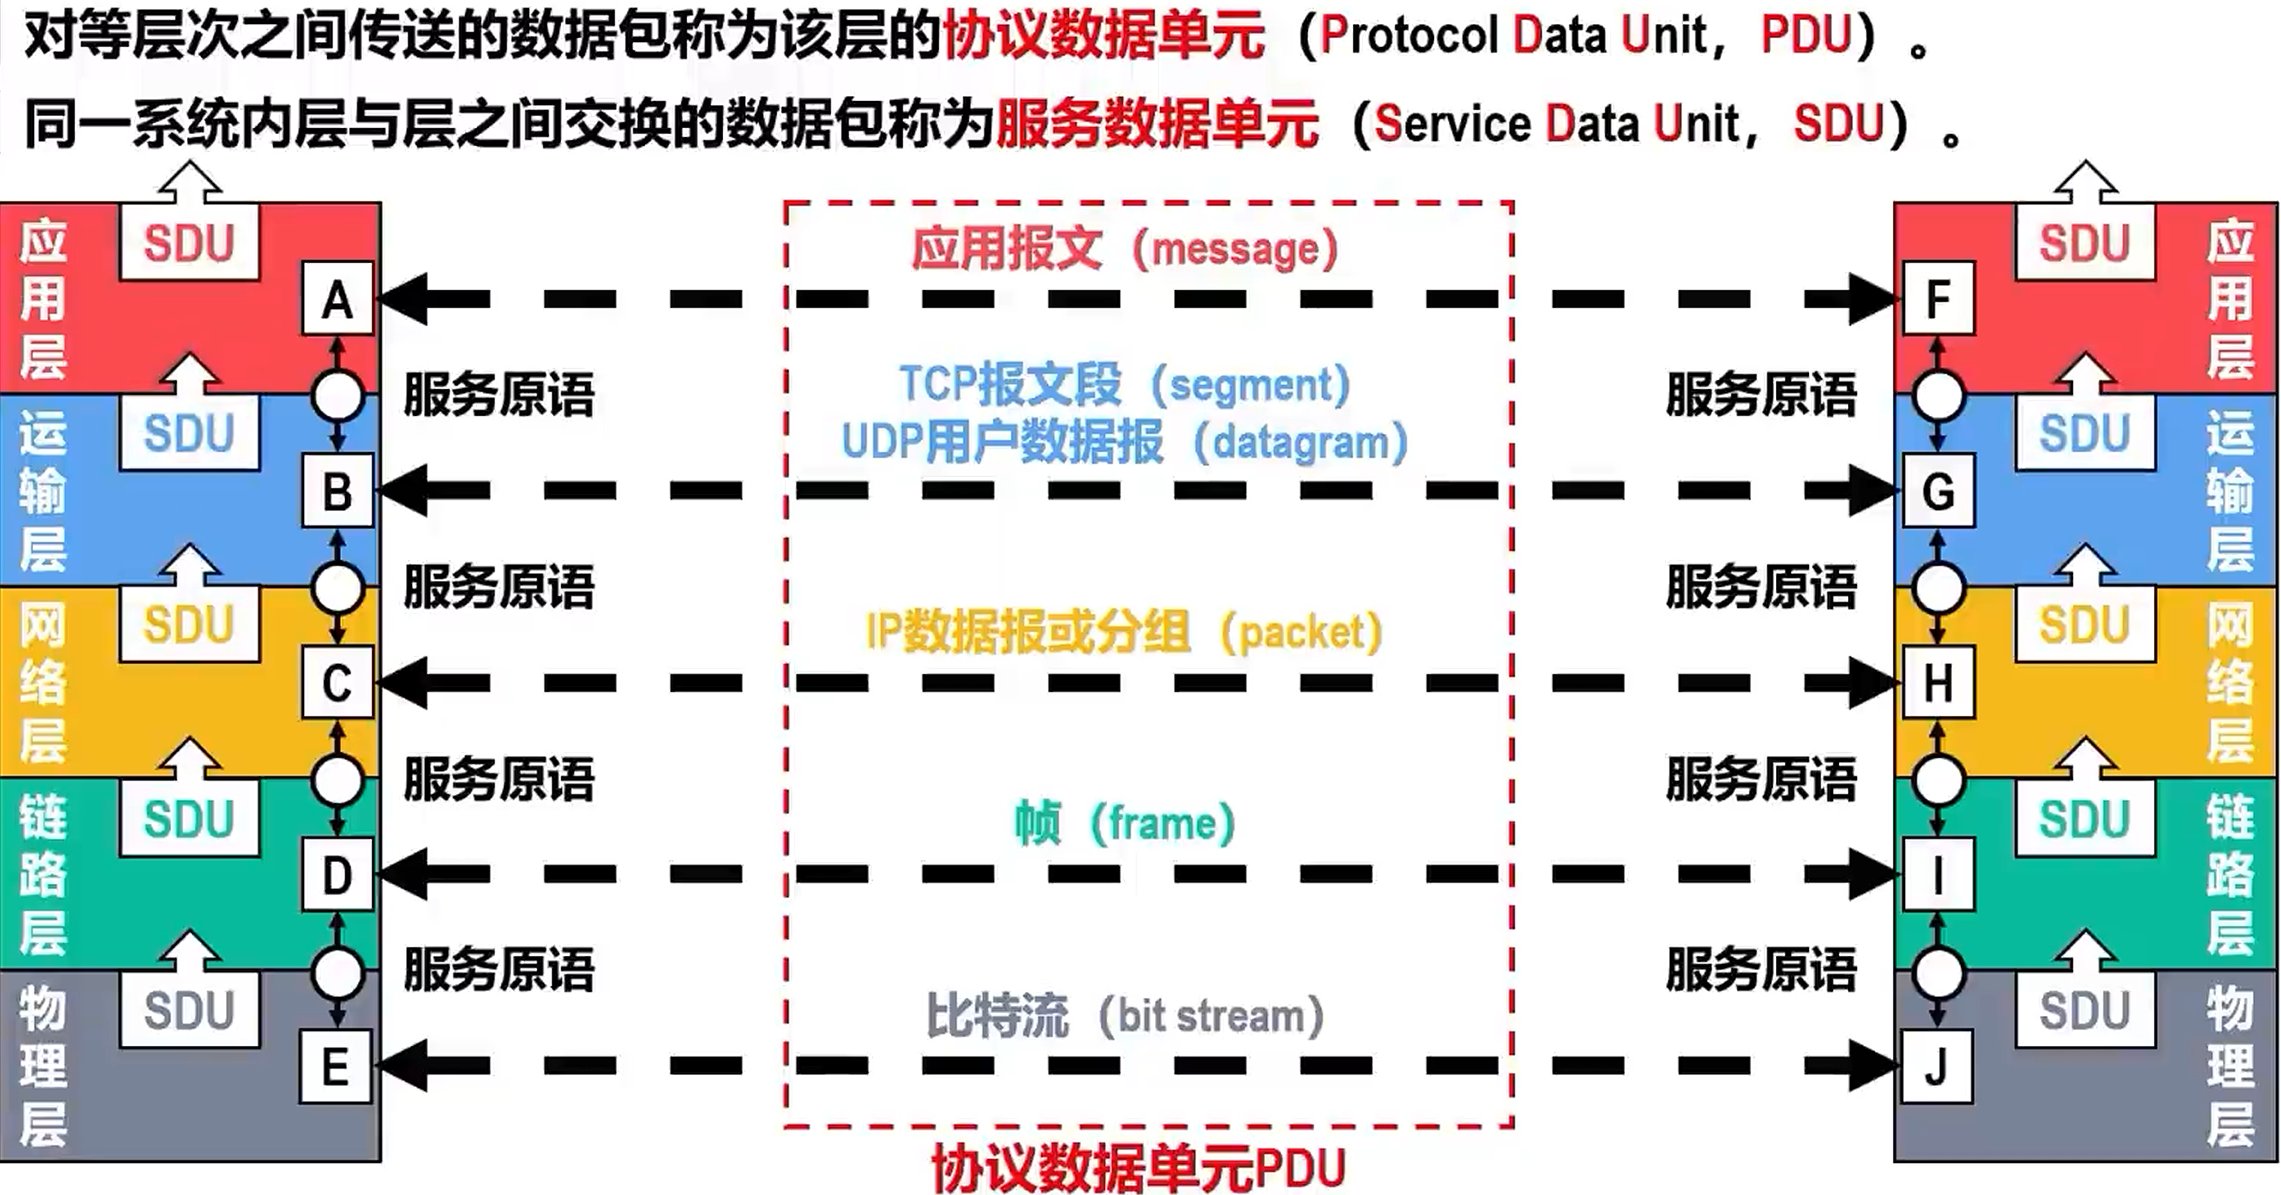 对等层次之间传送的数据包称为该层的协议数据单元（Protocol Data Unit，PDU）。
同一系统内层与层之间交换的数据包称为服务数据单元（Service Data Unit，SDU）。
应用层
SDU
A
应用报文（message）
F
SDU
应用层
服务原语
TCP报文段（segment）
UDP用户数据报（datagram）
服务原语
运输层
SDU
B
G
SDU
运输层
服务原语
服务原语
网络层
SDU
C
IP数据报或分组（packet）
H
SDU
网络层
服务原语
服务原语
链路层
SDU
D
帧（frame）
I
SDU
链路层
服务原语
服务原语
物理层
SDU
E
比特流（bit stream）
J
SDU
物理层
协议数据单元PDU